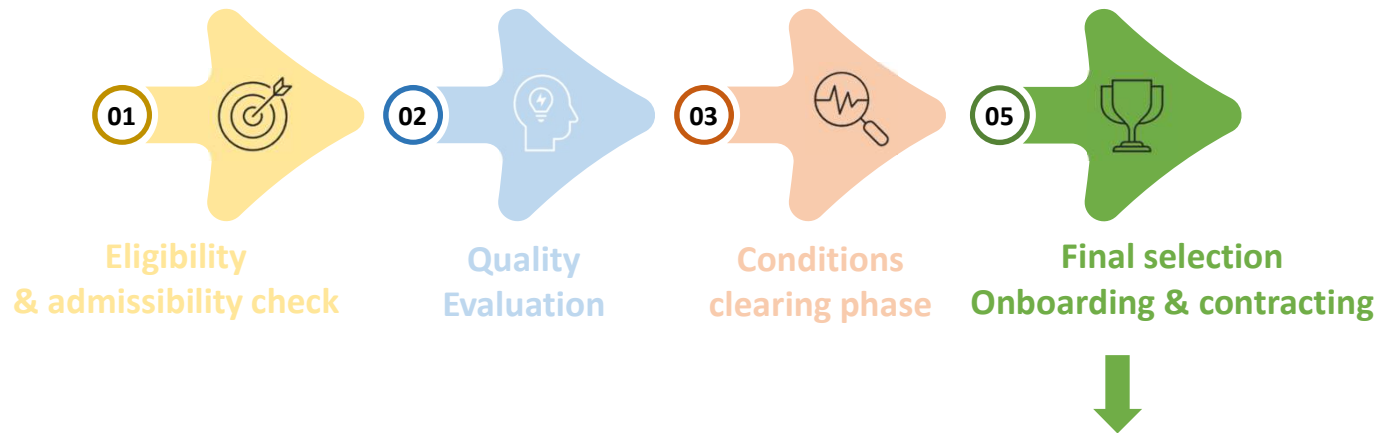 01
02
03
05
Eligibility
& admissibility check
Quality
Evaluation
Conditions
clearing phase
Final selection
Onboarding & contracting